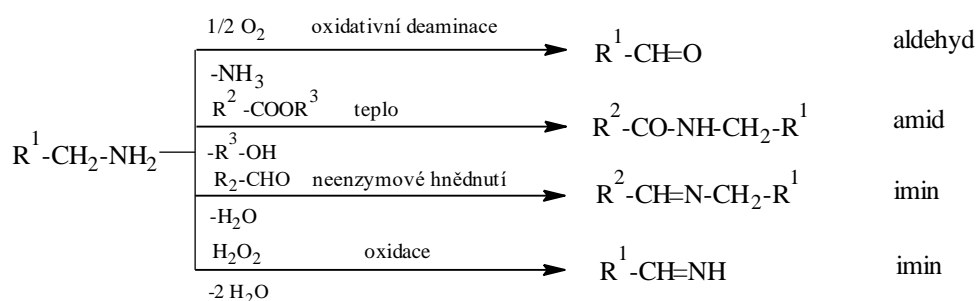 1/2 O₂ oxidativní deaminace
R¹-CH=O aldehyd
-NH₃
R² -COOR³ teplo
R²-CO-NH-CH₂-R¹ amid
R¹-CH₂-NH₂
-R³-OH
R₂-CHO neenzymové hnědnutí
R²-CH=N-CH₂-R¹ imin
-H₂O
H₂O₂ oxidace
R¹-CH=NH imin
-2 H₂O